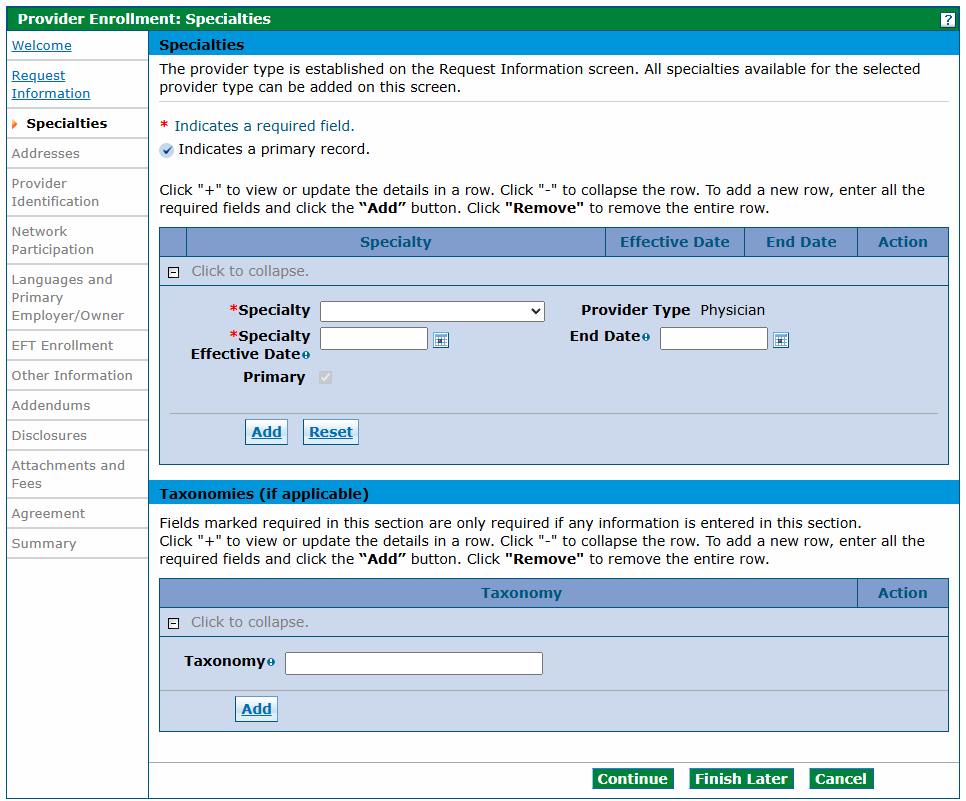 Provider Enrollment: Specialties
?
Welcome
Request
Information
Specialties
Addresses
Provider
Identification
Network
Participation
Languages and
Primary
Employer/Owner
EFT Enrollment
Other Information
Addendums
Disclosures
Attachments and
Fees
Agreement
Summary
Specialties
The provider type is established on the Request Information screen. All specialties available for the selected
provider type can be added on this screen.
* Indicates a required field.
Indicates a primary record.
Click "+" to view or update the details in a row. Click "-" to collapse the row. To add a new row, enter all the
required fields and click the “Add” button. Click "Remove" to remove the entire row.
Specialty Effective Date End Date Action
Click to collapse.
*Specialty Provider Type Physician
*Specialty
Effective Date
End Date
Primary
Add Reset
Taxonomies (if applicable)
Fields marked required in this section are only required if any information is entered in this section.
Click "+" to view or update the details in a row. Click "-" to collapse the row. To add a new row, enter all the
required fields and click the “Add” button. Click "Remove" to remove the entire row.
Taxonomy Action
Click to collapse.
Taxonomy
Add
Continue Finish Later Cancel